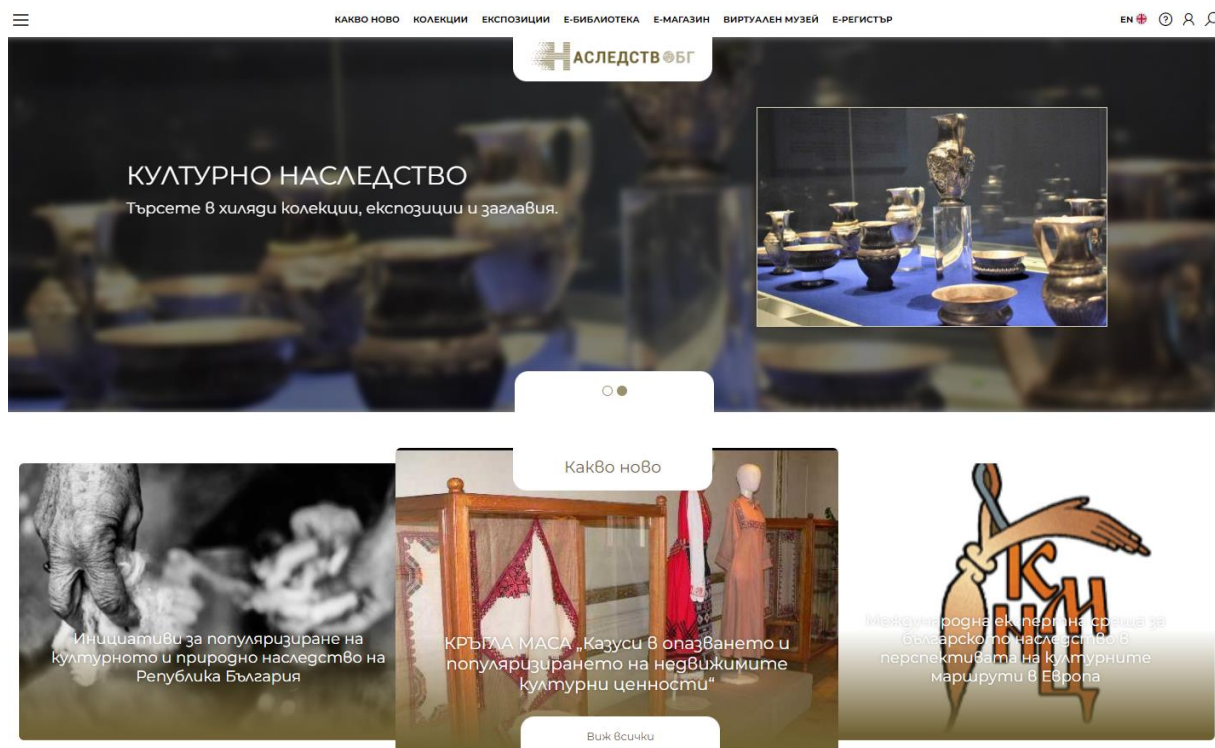 КАКВО НОВО КОЛЕКЦИИ ЕКСПОЗИЦИИ Е-БИБЛИОТЕКА Е-МАГАЗИН ВИРТУАЛЕН МУЗЕЙ Е-РЕГИСТЪР EN
НАСЛЕДСТВО БГ
КУЛТУРНО НАСЛЕДСТВО
Търсете в хиляди колекции, експозиции и заглавия.
Какво ново
Инициативи за популяризиране на
културното и природно наследство на
Република България
КРЪГЛА МАСА „Казуси в опазването и
популяризирането на недвижимите
културни ценности“
КНМЦ
Международна експертна среща за
българското наследство в
перспективата на културните
маршрути в Европа
Виж всички